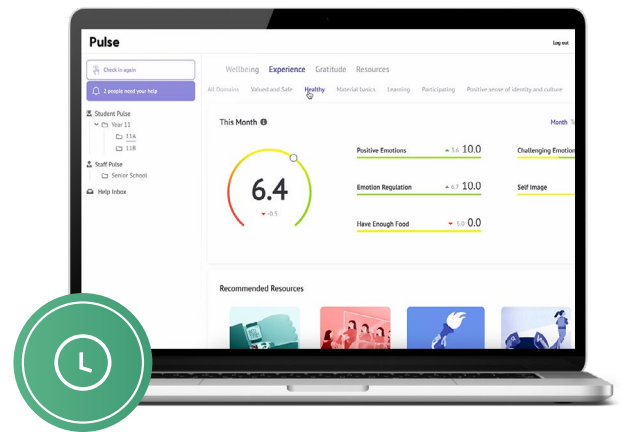 Pulse
Log out
Check in again
2 people need your help
Student Pulse
Year 11
11A
11B
Staff Pulse
Senior School
Help Inbox
Wellbeing Experience Gratitude Resources
All Domains Valued and Safe Healthy Material basics Learning Participating Positive sense of identity and culture
This Month
Month
6.4
-0.3
Positive Emotions 3.6 10.0
Emotion Regulation 6.7 10.0
Have Enough Food -5.0 0.0
Challenging Emotion
Self Image
Recommended Resources